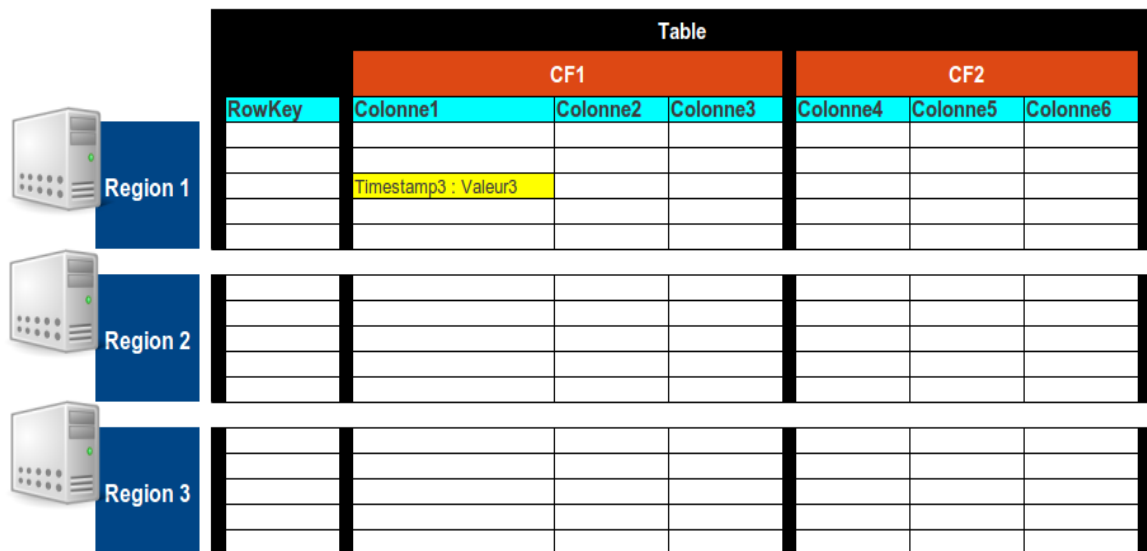 Table
CF1 CF2
RowKey Colonne1 Colonne2 Colonne3 Colonne4 Colonne5 Colonne6
Region 1
Timestamp3 : Valeur3
Region 2
Region 3